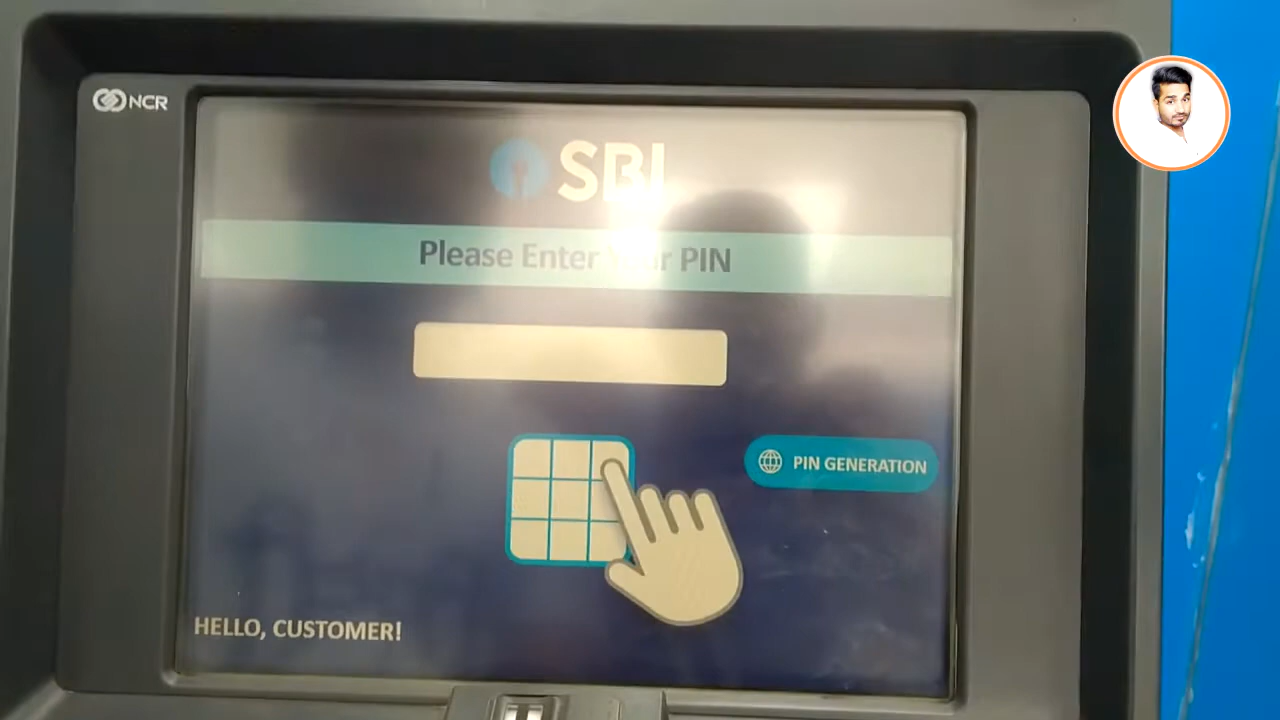 NCR
SBI
Please Enter PIN
PIN GENERATION
HELLO, CUSTOMER!